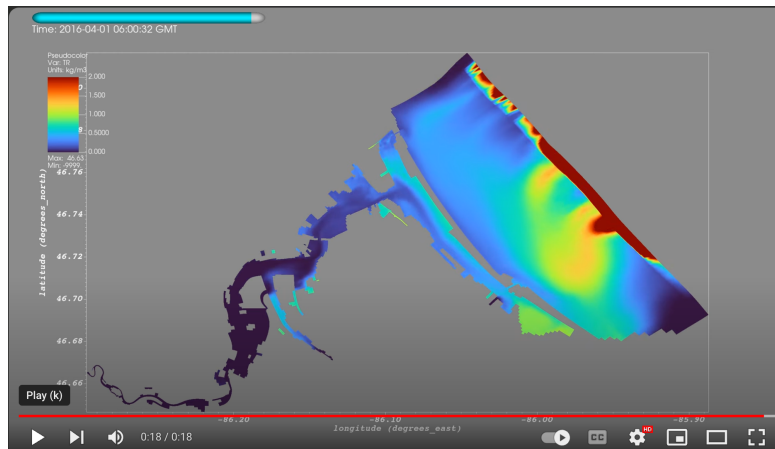 Time: 2016-04-01 06:00:32 GMT
Pseudocolor
Var: TR
Units: kg/m3
2.000
1.500
1.000
0.5000
0.000
Max: 46.63
Min: -9999.
46.76
46.74
46.72
46.70
46.68
46.66
latitude (degrees_north)
-86.20
-86.10
-86.00
-85.90
longitude (degrees_east)
Play (k)
0:18 / 0:18
CC
HD